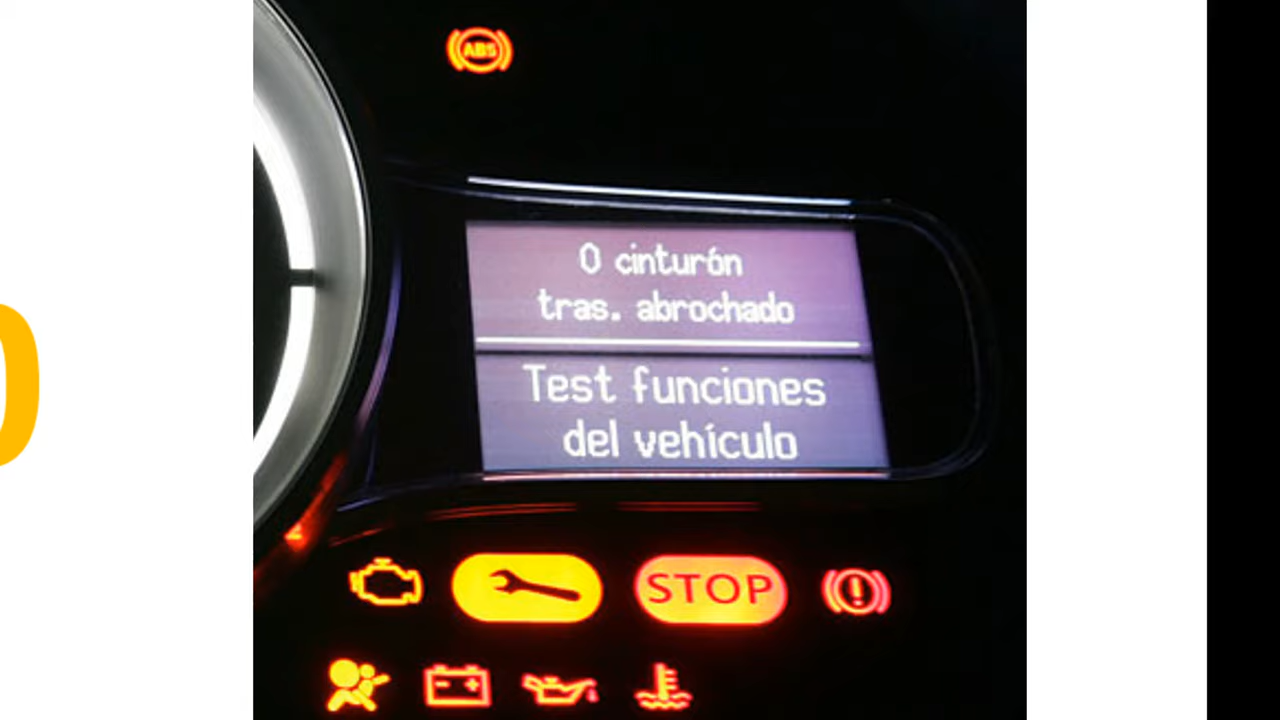 ABS
0 cinturón
tras. abrochado
Test funciones
del vehículo
STOP